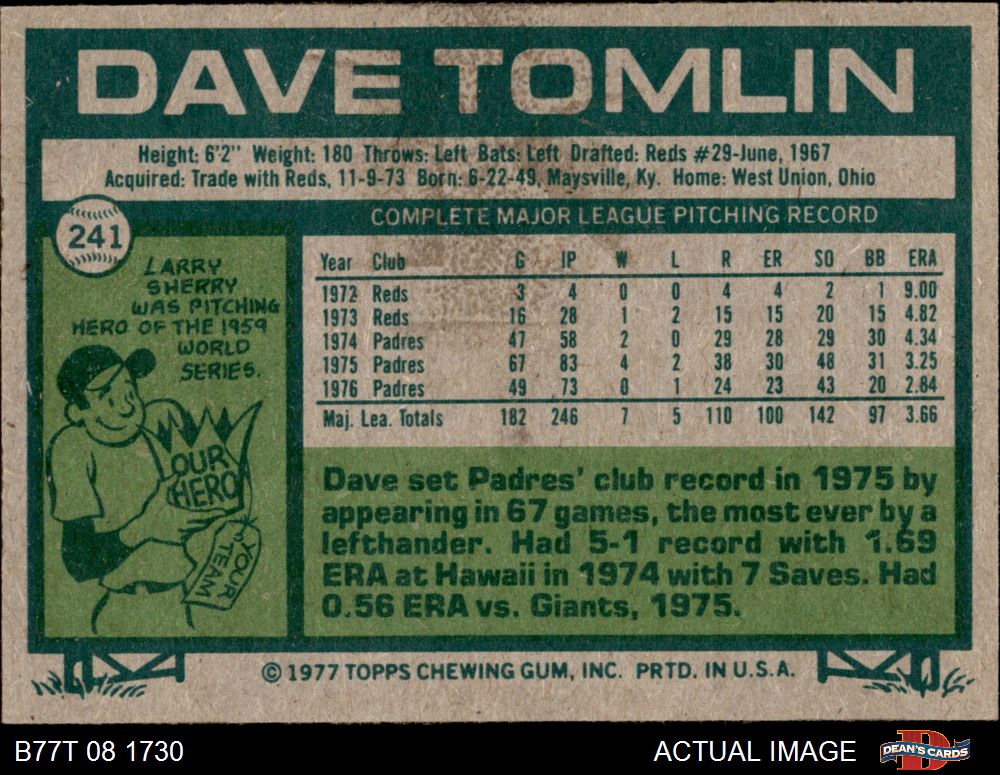 DAVE TOMLIN
Height: 6'2" Weight: 180 Throws: Left Bats: Left Drafted: Reds #29-June, 1967
Acquired: Trade with Reds, 11-9-73 Born: 6-22-49, Maysville, Ky. Home: West Union, Ohio
241
LARRY
SHERRY
WAS PITCHING
HERO OF THE 1959
WORLD
SERIES.
OUR
HERO
TO
YOUR
TEAM
COMPLETE MAJOR LEAGUE PITCHING RECORD
Year Club G IP W L R ER SO BB ERA
1972 Reds 3 4 0 0 4 4 2 1 9.00
1973 Reds 16 28 1 2 15 15 20 15 4.82
1974 Padres 47 58 2 0 29 28 29 30 4.34
1975 Padres 67 83 4 2 38 30 48 31 3.25
1976 Padres 49 73 0 1 24 23 43 20 2.84
Maj. Lea. Totals 182 246 7 5 110 100 142 97 3.66
Dave set Padres' club record in 1975 by
appearing in 67 games, the most ever by a
lefthander. Had 5-1 record with 1.69
ERA at Hawaii in 1974 with 7 Saves. Had
0.56 ERA vs. Giants, 1975.
© 1977 TOPPS CHEWING GUM, INC. PRTD. IN U.S.A.
B77T 08 1730 ACTUAL IMAGE DEAN'S CARDS